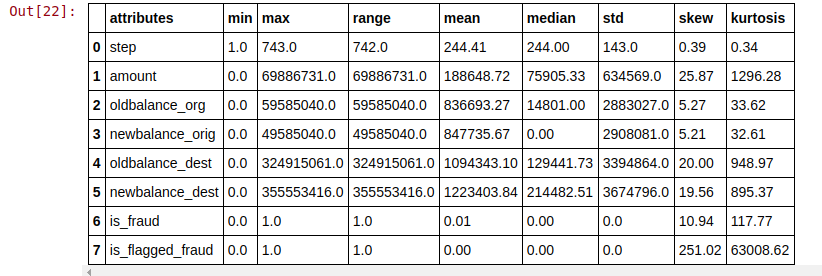 Out[22]:
attributes min max range mean median std skew kurtosis
0 step 1.0 743.0 742.0 244.41 244.00 143.0 0.39 0.34
1 amount 0.0 69886731.0 69886731.0 188648.72 75905.33 634569.0 25.87 1296.28
2 oldbalance_org 0.0 59585040.0 59585040.0 836693.27 14801.00 2883027.0 5.27 33.62
3 newbalance_orig 0.0 49585040.0 49585040.0 847735.67 0.00 2908081.0 5.21 32.61
4 oldbalance_dest 0.0 324915061.0 324915061.0 1094343.10 129441.73 3394864.0 20.00 948.97
5 newbalance_dest 0.0 355553416.0 355553416.0 1223403.84 214482.51 3674796.0 19.56 895.37
6 is_fraud 0.0 1.0 1.0 0.01 0.00 0.0 10.94 117.77
7 is_flagged_fraud 0.0 1.0 1.0 0.00 0.00 0.0 251.02 63008.62